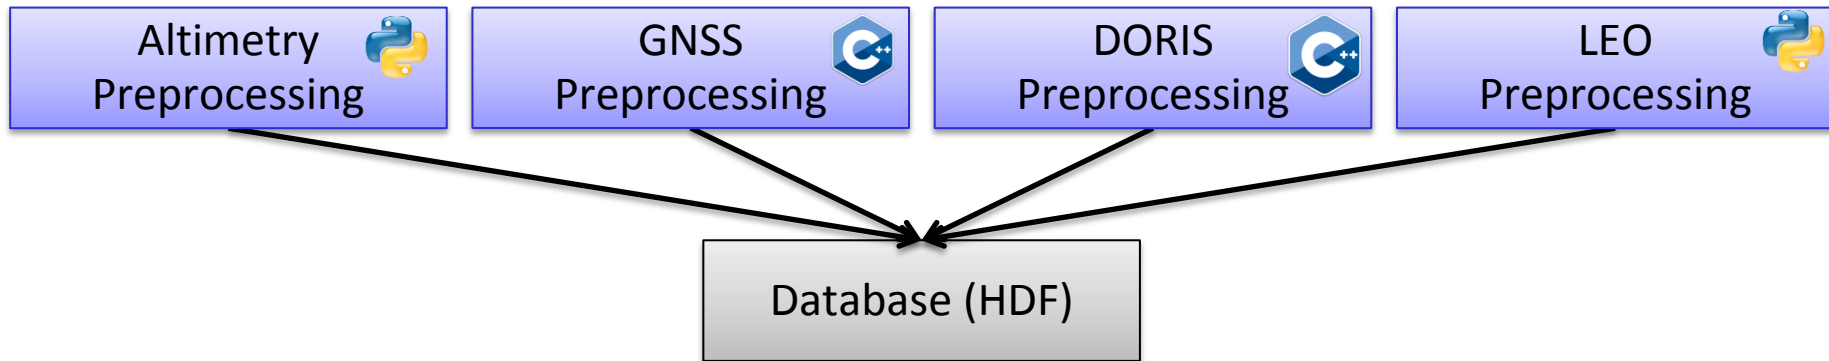 Altimetry
Preprocessing
GNSS
Preprocessing
C++
DORIS
Preprocessing
C++
LEO
Preprocessing
Database (HDF)